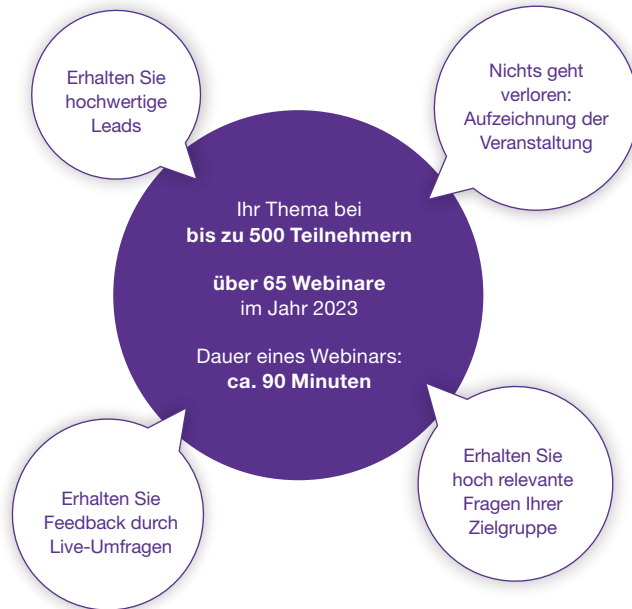 Erhalten Sie
hochwertige
Leads
Nichts geht
verloren:
Aufzeichnung der
Veranstaltung
Ihr Thema bei
bis zu 500 Teilnehmern
über 65 Webinare
im Jahr 2023
Dauer eines Webinars:
ca. 90 Minuten
Erhalten Sie
Feedback durch
Live-Umfragen
Erhalten Sie
hoch relevante
Fragen Ihrer
Zielgruppe